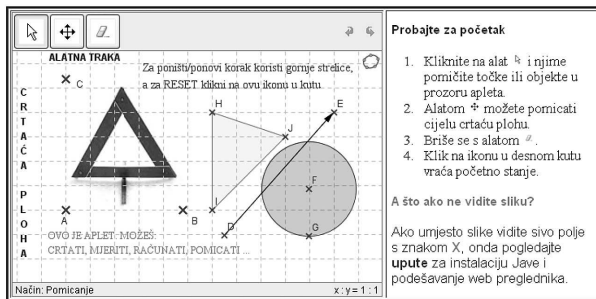 ALATNA TRAKA
Za poništi/ponovi korak koristi gornje strelice,
a za RESET klikni na ovu ikonu u kutu
CRTAĆA PLOHA
C
H
E
J
F
I
A
B
D
G
OVO JE APLET. MOŽEŠ:
CRTATI, MJERITI, RAČUNATI, POMICATI ...
Način: Pomicanje
x : y = 1 : 1
Probajte za početak
1. Kliknite na alat i njime
pomičite točke ili objekte u
prozoru apleta.
2. Alatom možete pomicati
cijelu crtaću plohu.
3. Briše se s alatom .
4. Klik na ikonu u desnom kutu
vraća početno stanje.
A što ako ne vidite sliku?
Ako umjesto slike vidite sivo polje
s znakom X, onda pogledajte
upute za instalaciju Jave i
podešavanje web preglednika.